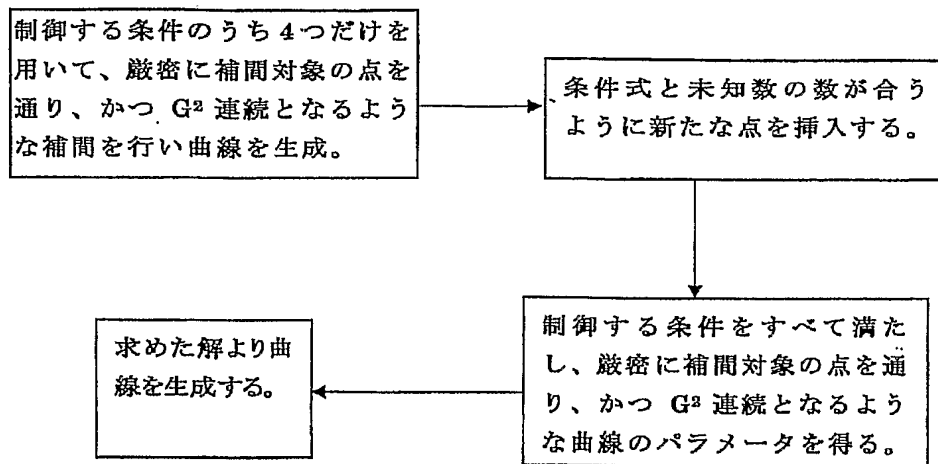 制御する条件のうち4つだけを
用いて、厳密に補間対象の点を
通り、かつ G² 連続となるよう
な補間を行い曲線を生成。
条件式と未知数の数が合う
ように新たな点を挿入する。
制御する条件をすべて満た
し、厳密に補間対象の点を通
り、かつ G² 連続となるよう
な曲線のパラメータを得る。
求めた解より曲
線を生成する。